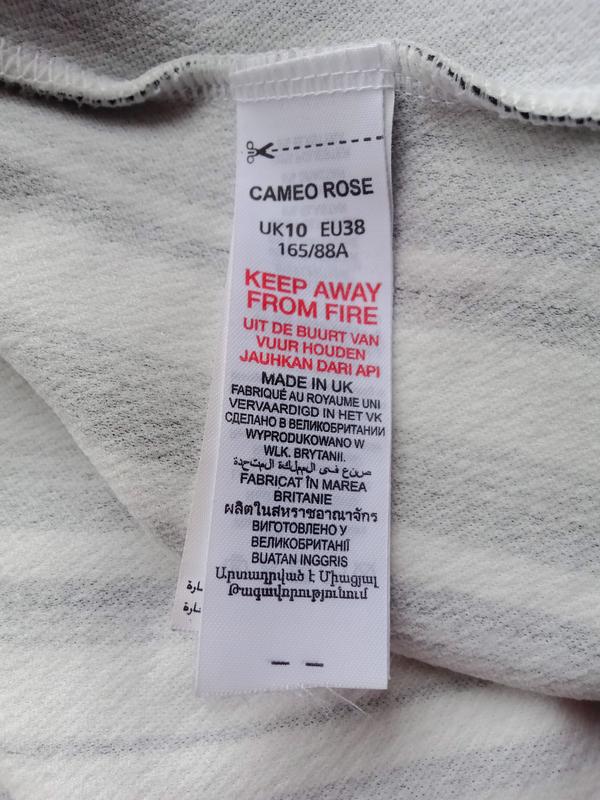 CAMEO ROSE
UK10 EU38
165/88A
KEEP AWAY
FROM FIRE
UIT DE BUURT VAN
VUUR HOUDEN
JAUHKAN DARI API
MADE IN UK
FABRIQUÉ AU ROYAUME UNI
VERVAARDIGD IN HET VK
СДЕЛАНО В ВЕЛИКОБРИТАНИИ
WYPRODUKOWANO W
WLK. BRYTANII.
صنع في المملكة المتحدة
FABRICAT ÎN MAREA
BRITANIE
ผลิตในสหราชอาณาจักร
ВИГОТОВЛЕНО У
ВЕЛИКОБРИТАНІЇ
BUATAN INGGRIS
Արտադրված է Միացյալ
Թագավորությունում